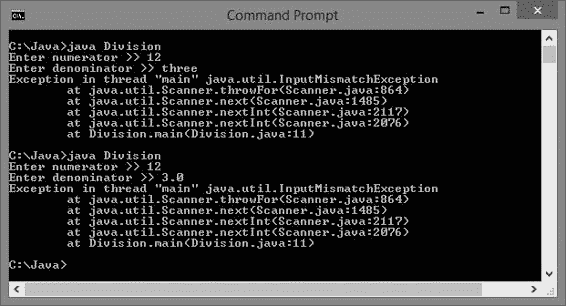 Command Prompt
C:\Java>java Division
Enter numerator >> 12
Enter denominator >> three
Exception in thread "main" java.util.InputMismatchException
at java.util.Scanner.throwFor(Scanner.java:864)
at java.util.Scanner.next(Scanner.java:1485)
at java.util.Scanner.nextInt(Scanner.java:2117)
at java.util.Scanner.nextInt(Scanner.java:2076)
at Division.main(Division.java:11)
C:\Java>java Division
Enter numerator >> 12
Enter denominator >> 3.0
Exception in thread "main" java.util.InputMismatchException
at java.util.Scanner.throwFor(Scanner.java:864)
at java.util.Scanner.next(Scanner.java:1485)
at java.util.Scanner.nextInt(Scanner.java:2117)
at java.util.Scanner.nextInt(Scanner.java:2076)
at Division.main(Division.java:11)
C:\Java>